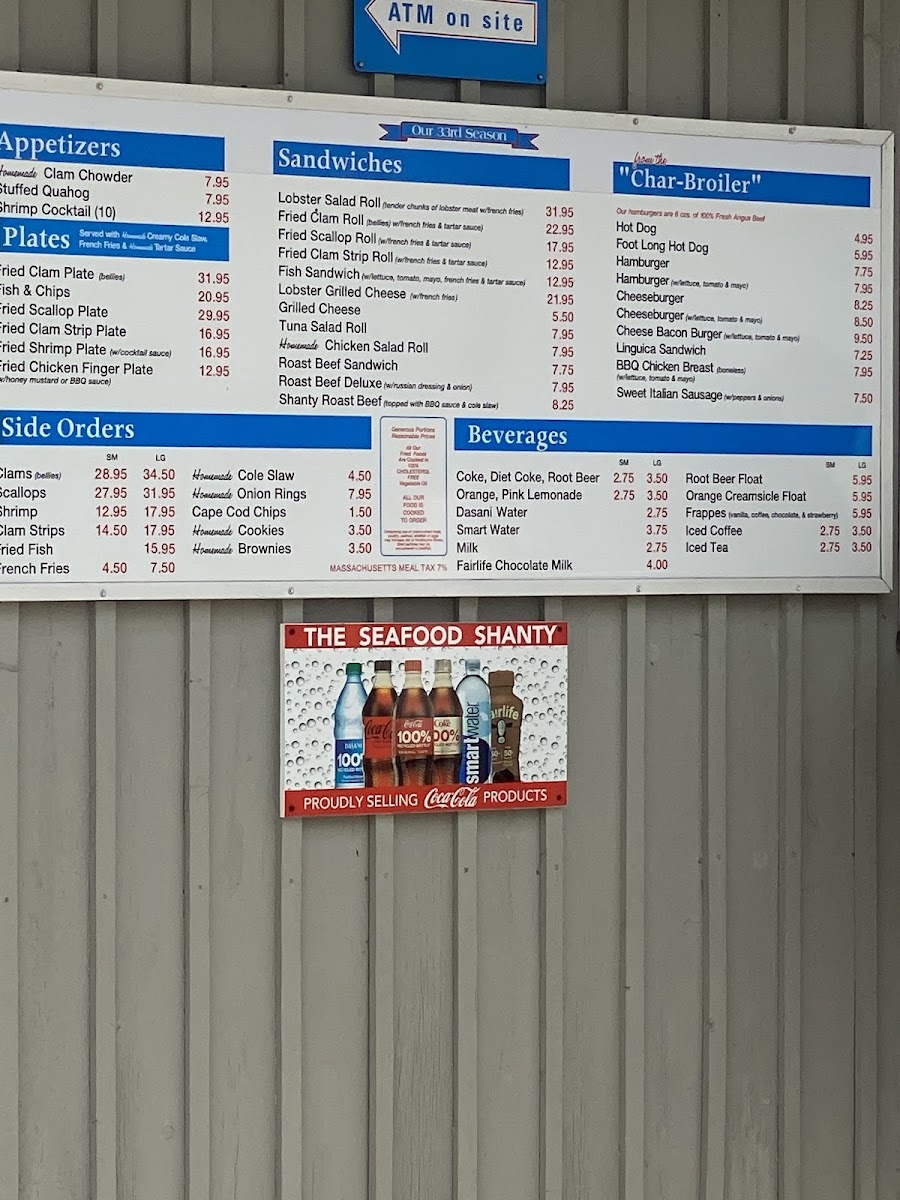 ATM on site
Our 33rd Season
Appetizers
Homemade Clam Chowder 7.95
Stuffed Quahog 7.95
Shrimp Cocktail (10) 12.95
Plates Served with Homemade Creamy Cole Slaw,
French Fries & Homemade Tartar Sauce
Fried Clam Plate (bellies) 31.95
Fish & Chips 20.95
Fried Scallop Plate 29.95
Fried Clam Strip Plate 16.95
Fried Shrimp Plate (w/cocktail sauce) 16.95
Fried Chicken Finger Plate 12.95
(w/honey mustard or BBQ sauce)
Sandwiches
Lobster Salad Roll (tender chunks of lobster meat w/french fries) 31.95
Fried Clam Roll (bellies) w/french fries & tartar sauce) 22.95
Fried Scallop Roll (w/french fries & tartar sauce) 17.95
Fried Clam Strip Roll (w/french fries & tartar sauce) 12.95
Fish Sandwich (w/lettuce, tomato, mayo, french fries & tartar sauce) 12.95
Lobster Grilled Cheese (w/french fries) 21.95
Grilled Cheese 5.50
Tuna Salad Roll 7.95
Homemade Chicken Salad Roll 7.95
Roast Beef Sandwich 7.75
Roast Beef Deluxe (w/russian dressing & onion) 7.95
Shanty Roast Beef (topped with BBQ sauce & cole slaw) 8.25
from the
"Char-Broiler"
Our hamburgers are 6 ozs. of 100% Fresh Angus Beef
Hot Dog 4.95
Foot Long Hot Dog 5.95
Hamburger 7.75
Hamburger (w/lettuce, tomato & mayo) 7.95
Cheeseburger 8.25
Cheeseburger (w/lettuce, tomato & mayo) 8.50
Cheese Bacon Burger (w/lettuce, tomato & mayo) 9.50
Linguica Sandwich 7.25
BBQ Chicken Breast (boneless) 7.95
(w/lettuce, tomato & mayo)
Sweet Italian Sausage (w/peppers & onions) 7.50
Side Orders
SM LG
Clams (bellies) 28.95 34.50
Scallops 27.95 31.95
Shrimp 12.95 17.95
Clam Strips 14.50 17.95
Fried Fish 15.95
French Fries 4.50 7.50
Homemade Cole Slaw 4.50
Homemade Onion Rings 7.95
Cape Cod Chips 1.50
Homemade Cookies 3.50
Homemade Brownies 3.50
Generous Portions
Reasonable Prices
All Our
Fried Foods
Are Cooked in
100%
CHOLESTEROL
FREE
Vegetable Oil
ALL OUR
FOOD IS
COOKED
TO ORDER
MASSACHUSETTS MEAL TAX 7%
Beverages
SM LG
Coke, Diet Coke, Root Beer 2.75 3.50
Orange, Pink Lemonade 2.75 3.50
Dasani Water 2.75
Smart Water 3.75
Milk 2.75
Fairlife Chocolate Milk 4.00
SM LG
Root Beer Float 5.95
Orange Creamsicle Float 5.95
Frappes (vanilla, coffee, chocolate, & strawberry) 5.95
Iced Coffee 2.75 3.50
Iced Tea 2.75 3.50
THE SEAFOOD SHANTY
DASANI
100%
Coca-Cola
Coca-Cola
100%
Coke
100%
smartwater
fairlife
PROUDLY SELLING Coca-Cola PRODUCTS